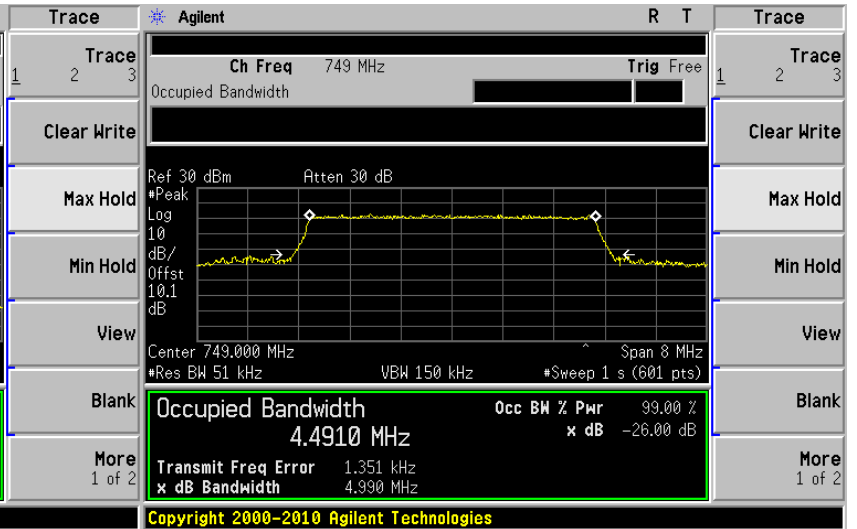 Trace
Trace
1 2 3
Clear Write
Max Hold
Min Hold
View
Blank
More
1 of 2
Agilent R T
Ch Freq 749 MHz Trig Free
Occupied Bandwidth
Ref 30 dBm Atten 30 dB
#Peak
Log
10
dB/
Offst
10.1
dB
Center 749.000 MHz Span 8 MHz
#Res BW 51 kHz VBW 150 kHz #Sweep 1 s (601 pts)
Occupied Bandwidth Occ BW % Pwr 99.00 %
4.4910 MHz x dB -26.00 dB
Transmit Freq Error 1.351 kHz
x dB Bandwidth 4.990 MHz
Copyright 2000-2010 Agilent Technologies
Trace
Trace
1 2 3
Clear Write
Max Hold
Min Hold
View
Blank
More
1 of 2